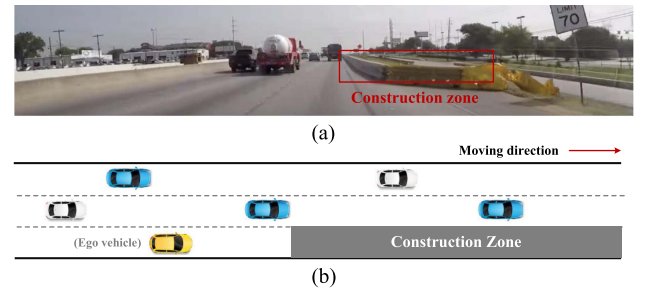 LIMIT
70
Construction zone
(a)
Moving direction
(Ego vehicle)
Construction Zone
(b)